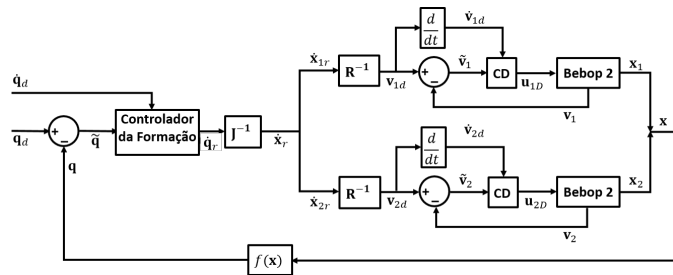 d
dt
v̇₁d
ẋ₁r
R⁻¹
v₁d
+
−
ṽ₁
CD
u₁D
Bebop 2
x₁
v₁
q̇d
qd
+
−
q̃
q
Controlador
da Formação
q̇r
J⁻¹
ẋr
x
d
dt
v̇₂d
ẋ₂r
R⁻¹
v₂d
+
−
ṽ₂
CD
u₂D
Bebop 2
x₂
v₂
f(x)